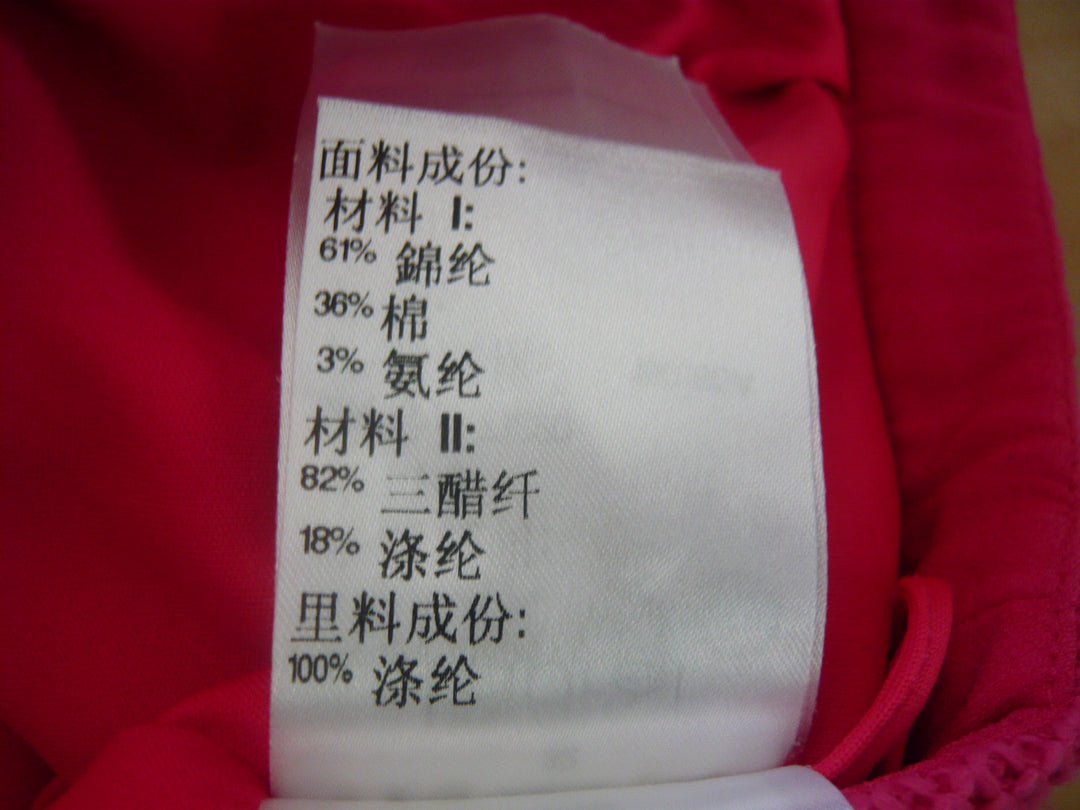 面料成份:
材料 I:
61% 錦纶
36% 棉
3% 氨纶
材料 II:
82% 三醋纤
18% 涤纶
里料成份:
100% 涤纶